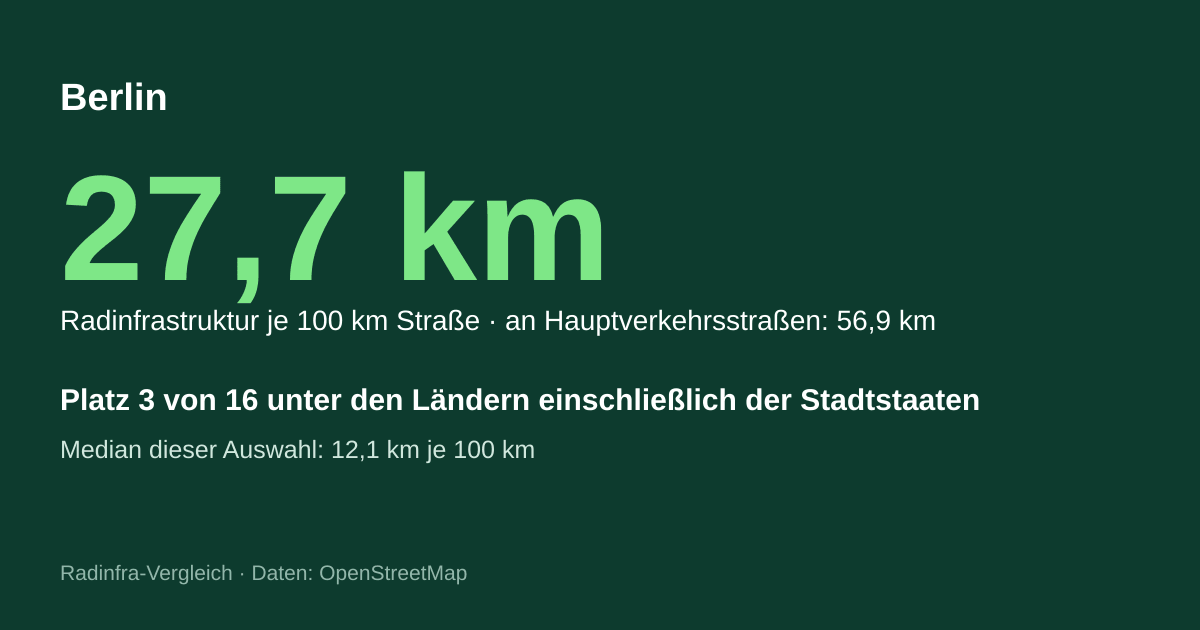 Berlin
27,7 km
Radinfrastruktur je 100 km Straße · an Hauptverkehrsstraßen: 56,9 km
Platz 3 von 16 unter den Ländern einschließlich der Stadtstaaten
Median dieser Auswahl: 12,1 km je 100 km
Radinfra-Vergleich · Daten: OpenStreetMap